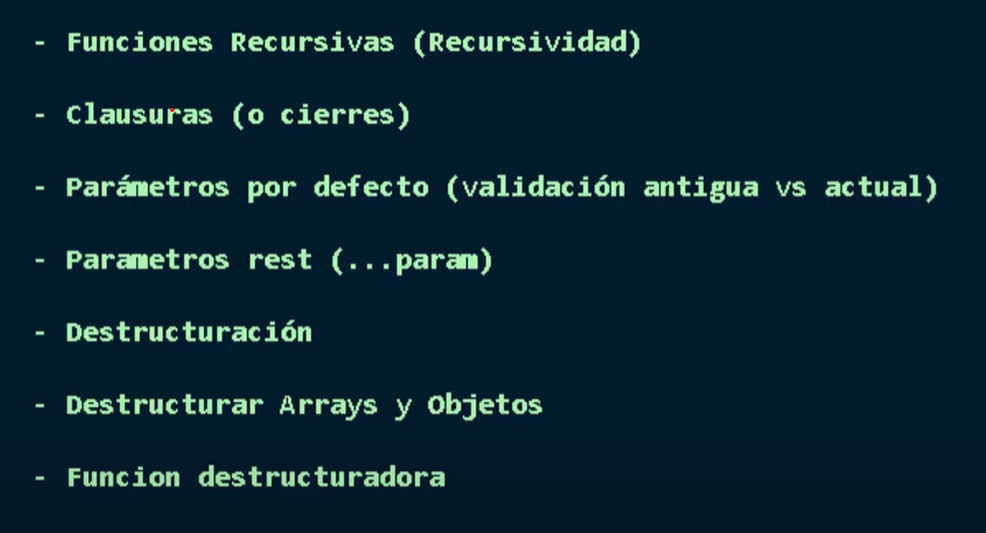 - Funciones Recursivas (Recursividad)
- Clausuras (o cierres)
- Parámetros por defecto (validación antigua vs actual)
- Parametros rest (...param)
- Destructuración
- Destructurar Arrays y Objetos
- Funcion destructuradora